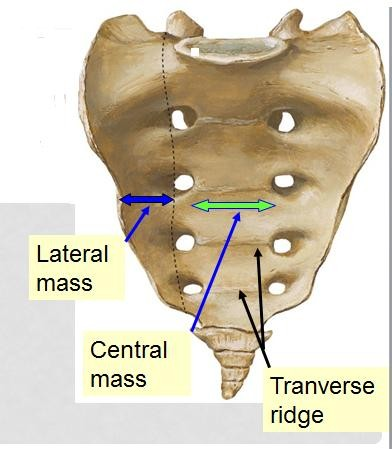 Lateral
mass
Central
mass
Tranverse
ridge